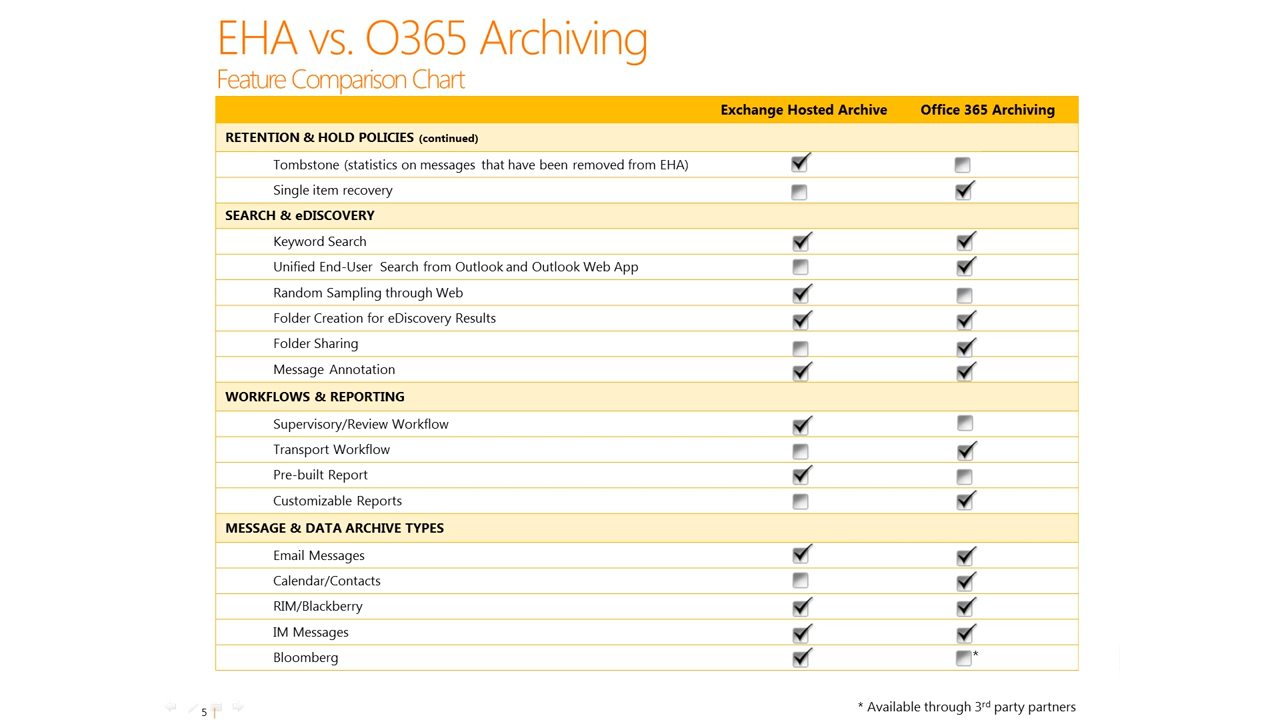 EHA vs. O365 Archiving
Feature Comparison Chart
Exchange Hosted Archive Office 365 Archiving
RETENTION & HOLD POLICIES (continued)
Tombstone (statistics on messages that have been removed from EHA)
Single item recovery
SEARCH & eDISCOVERY
Keyword Search
Unified End-User Search from Outlook and Outlook Web App
Random Sampling through Web
Folder Creation for eDiscovery Results
Folder Sharing
Message Annotation
WORKFLOWS & REPORTING
Supervisory/Review Workflow
Transport Workflow
Pre-built Report
Customizable Reports
MESSAGE & DATA ARCHIVE TYPES
Email Messages
Calendar/Contacts
RIM/Blackberry
IM Messages
Bloomberg *
5 * Available through 3rd party partners